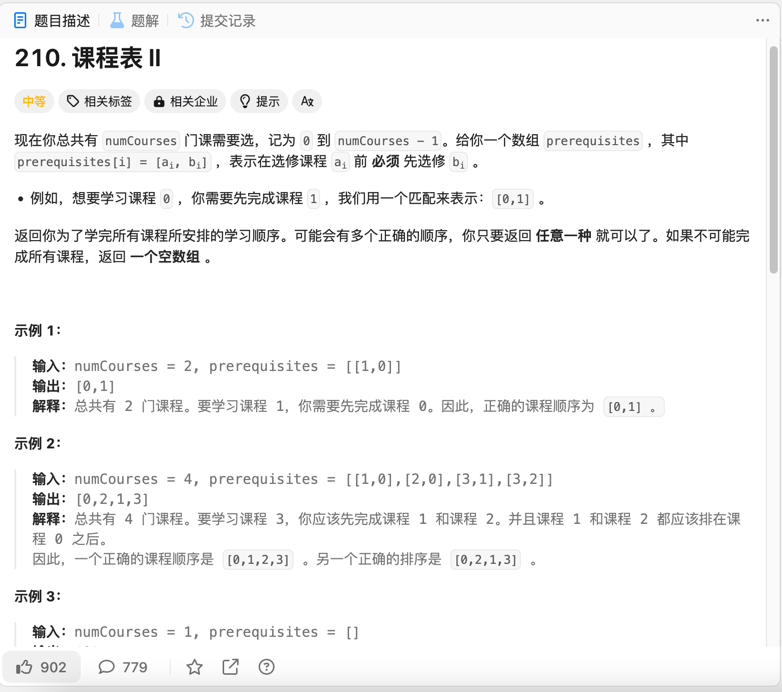 题目描述 题解 提交记录
210. 课程表 II
中等 相关标签 相关企业 提示 Aあ
现在你总共有 numCourses 门课需要选，记为 0 到 numCourses - 1。给你一个数组 prerequisites ，其中
prerequisites[i] = [ai, bi] ，表示在选修课程 ai 前 必须 先选修 bi 。
• 例如，想要学习课程 0 ，你需要先完成课程 1 ，我们用一个匹配来表示：[0,1] 。
返回你为了学完所有课程所安排的学习顺序。可能会有多个正确的顺序，你只要返回 任意一种 就可以了。如果不可能完
成所有课程，返回 一个空数组 。
示例 1：
输入：numCourses = 2, prerequisites = [[1,0]]
输出：[0,1]
解释：总共有 2 门课程。要学习课程 1，你需要先完成课程 0。因此，正确的课程顺序为 [0,1] 。
示例 2：
输入：numCourses = 4, prerequisites = [[1,0],[2,0],[3,1],[3,2]]
输出：[0,2,1,3]
解释：总共有 4 门课程。要学习课程 3，你应该先完成课程 1 和课程 2。并且课程 1 和课程 2 都应该排在课
程 0 之后。
因此，一个正确的课程顺序是 [0,1,2,3] 。另一个正确的排序是 [0,2,1,3] 。
示例 3：
输入：numCourses = 1, prerequisites = []
902 779